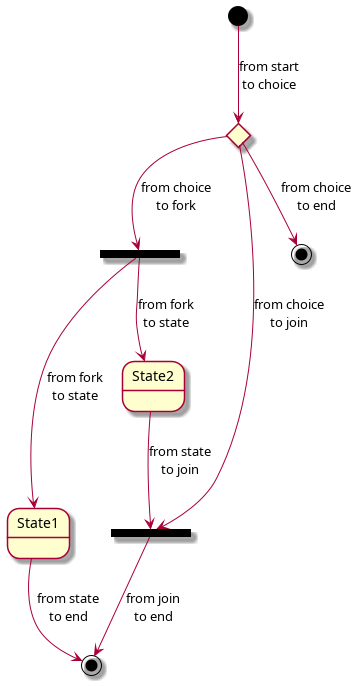 from start
to choice
from choice
to fork
from choice
to end
from fork
to state
from choice
to join
State2
from fork
to state
from state
to join
State1
from state
to end
from join
to end